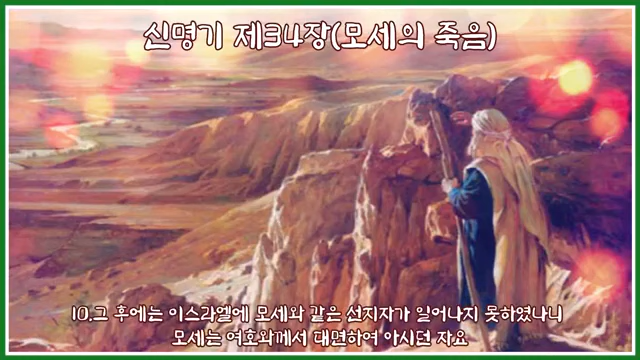 신명기 제34장(모세의 죽음)
10.그 후에는 이스라엘에 모세와 같은 선지자가 일어나지 못하였나니
모세는 여호와께서 대면하여 아시던 자요